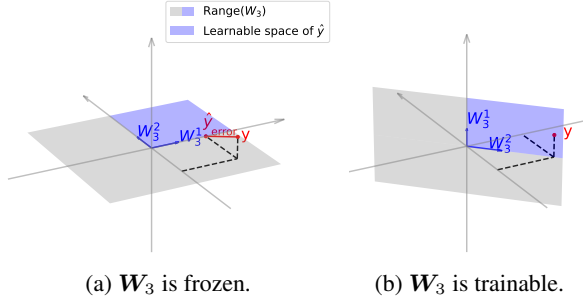 Range(W₃)
Learnable space of ŷ
W₃² W₃¹ ŷ error y
W₃¹ y
W₃²
(a) W₃ is frozen. (b) W₃ is trainable.